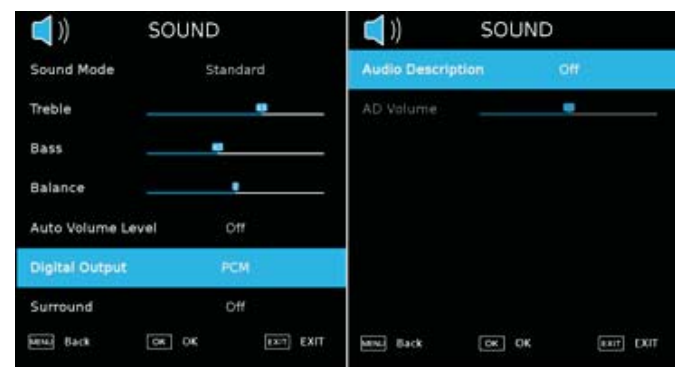 SOUND
Sound Mode Standard
Treble
Bass
Balance
Auto Volume Level Off
Digital Output PCM
Surround Off
MENU Back OK OK EXIT EXIT
SOUND
Audio Description Off
AD Volume
MENU Back OK OK EXIT EXIT